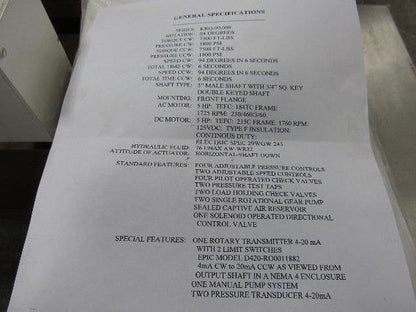 GENERAL SPECIFICATIONS
SERIES:
ROTATION: 94 DEGREES
TORQUE CW: 7500 FT-LBS
PRESSURE CW: 1800 PSI
TORQUE CCW: 7500 FT-LBS
PRESSURE CCW: 1800 PSI
SPEED CW: 94 DEGREES IN 6 SECONDS
TOTAL TIME CW: 6 SECONDS
SPEED CCW: 94 DEGREES IN 6 SECONDS
TOTAL TIME CCW: 6 SECONDS
SHAFT TYPE: 3" MALE SHAFT WITH 3/4" SQ. KEY
DOUBLE KEYED SHAFT
MOUNTING: FRONT FLANGE
AC MOTOR: 5 HP: TEFC: 184TC FRAME
1725 RPM: 230/460/3/60
DC MOTOR: 5 HP: TEFC: 215C FRAME: 1760 RPM:
125VDC: TYPE F INSULATION:
CONTINOUS DUTY:
ELECTRIC SPEC
HYDRAULIC FLUID:
ATTITUDE OF ACTUATOR: HORIZONTAL-SHAFT DOWN
STANDARD FEATURES: FOUR ADJUSTABLE PRESSURE CONTROLS
TWO ADJUSTABLE SPEED CONTROLS
FOUR PILOT OPERATED CHECK VALVES
TWO PRESSURE TEST TAPS
TWO LOAD HOLDING CHECK VALVES
TWO SINGLE ROTATIONAL GEAR PUMP
SEALED CAPTIVE AIR RESERVOIR
ONE SOLENOID OPERATED DIRECTIONAL
CONTROL VALVE
SPECIAL FEATURES: ONE ROTARY TRANSMITTER 4-20 mA
WITH 2 LIMIT SWITCHES
EPIC MODEL D420-RO0011882
4mA CW to 20mA CCW AS VIEWED FROM
OUTPUT SHAFT IN A NEMA 4 ENCLOSURE
ONE MANUAL PUMP SYSTEM
TWO PRESSURE TRANSDUCER 4-20mA